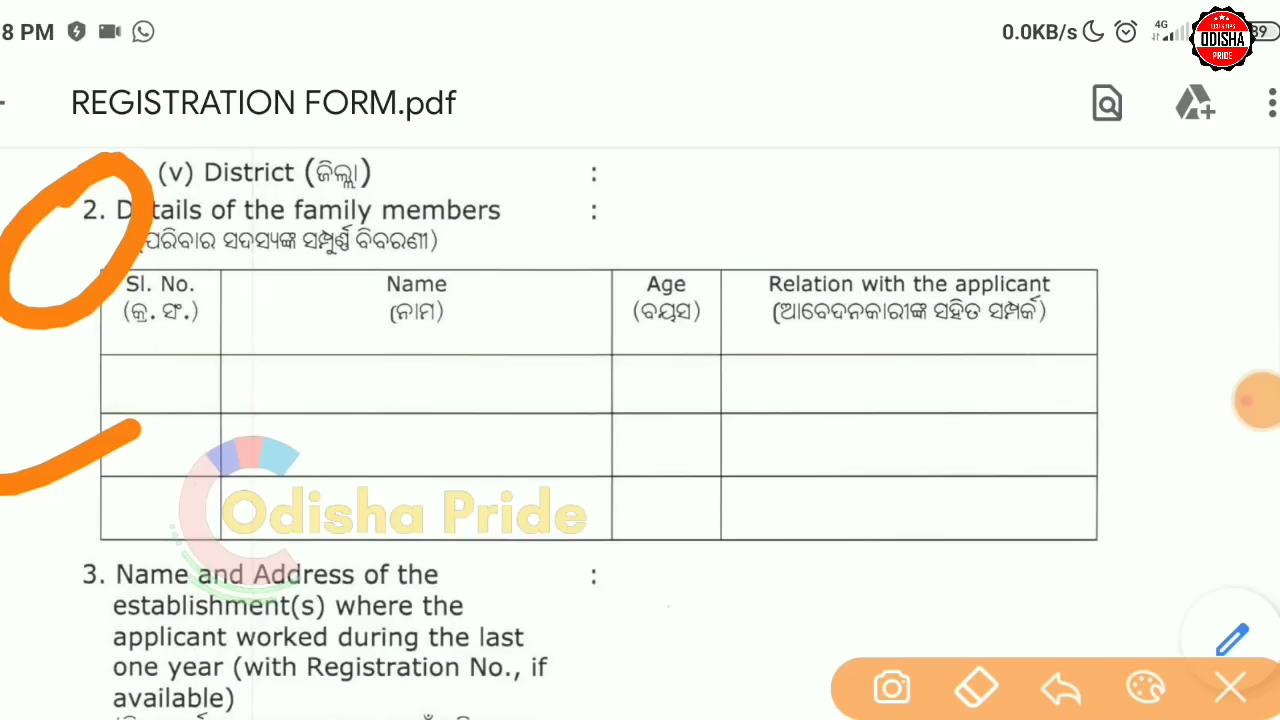 8 PM
0.0KB/s
4G
89
ODISHA
PRIDE
REGISTRATION FORM.pdf
(v) District (ଜିଲ୍ଲା) :
2. Details of the family members :
(ପରିବାର ସଦସ୍ୟଙ୍କ ସମ୍ପୂର୍ଣ୍ଣ ବିବରଣୀ)
Sl. No. Name Age Relation with the applicant
(କ୍ର. ସଂ.) (ନାମ) (ବୟସ) (ଆବେଦନକାରୀଙ୍କ ସହିତ ସମ୍ପର୍କ)
Odisha Pride
3. Name and Address of the :
establishment(s) where the
applicant worked during the last
one year (with Registration No., if
available)